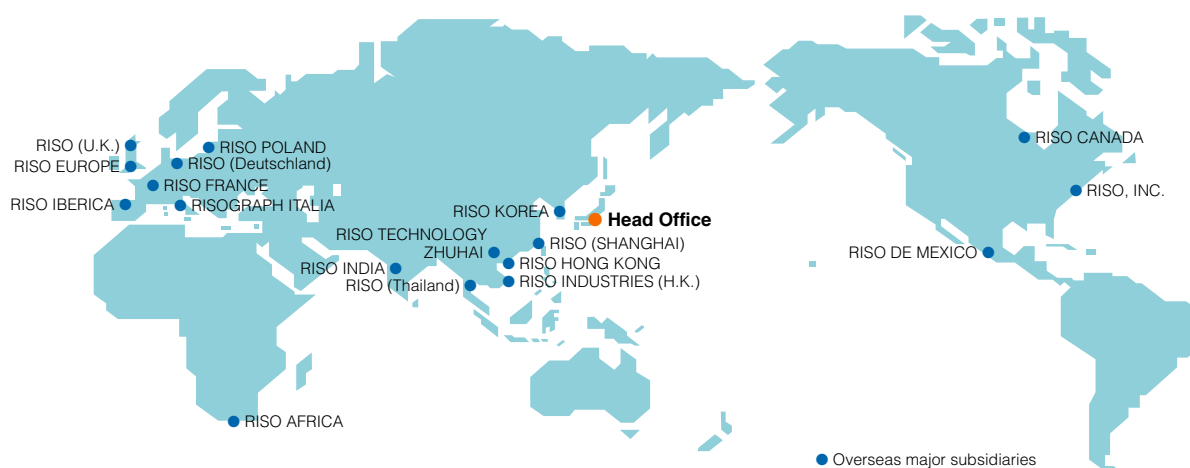 RISO (U.K.)
RISO POLAND
RISO EUROPE
RISO (Deutschland)
RISO FRANCE
RISO IBERICA
RISOGRAPH ITALIA
RISO KOREA
Head Office
RISO TECHNOLOGY
ZHUHAI
RISO (SHANGHAI)
RISO HONG KONG
RISO INDIA
RISO (Thailand)
RISO INDUSTRIES (H.K.)
RISO AFRICA
RISO CANADA
RISO, INC.
RISO DE MEXICO
Overseas major subsidiaries